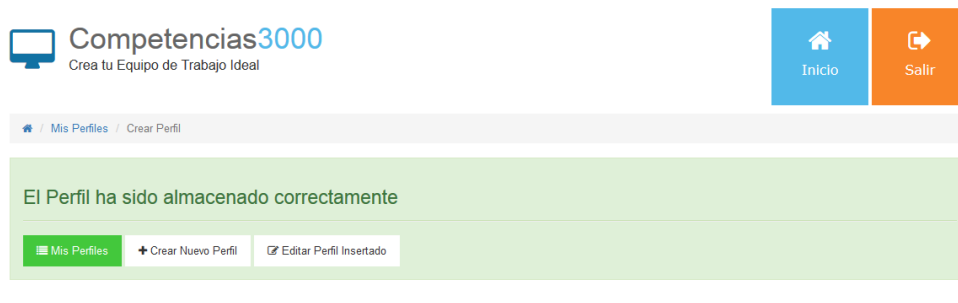 Competencias3000
Crea tu Equipo de Trabajo Ideal
Inicio
Salir
/ Mis Perfiles / Crear Perfil
El Perfil ha sido almacenado correctamente
Mis Perfiles
Crear Nuevo Perfil
Editar Perfil Insertado